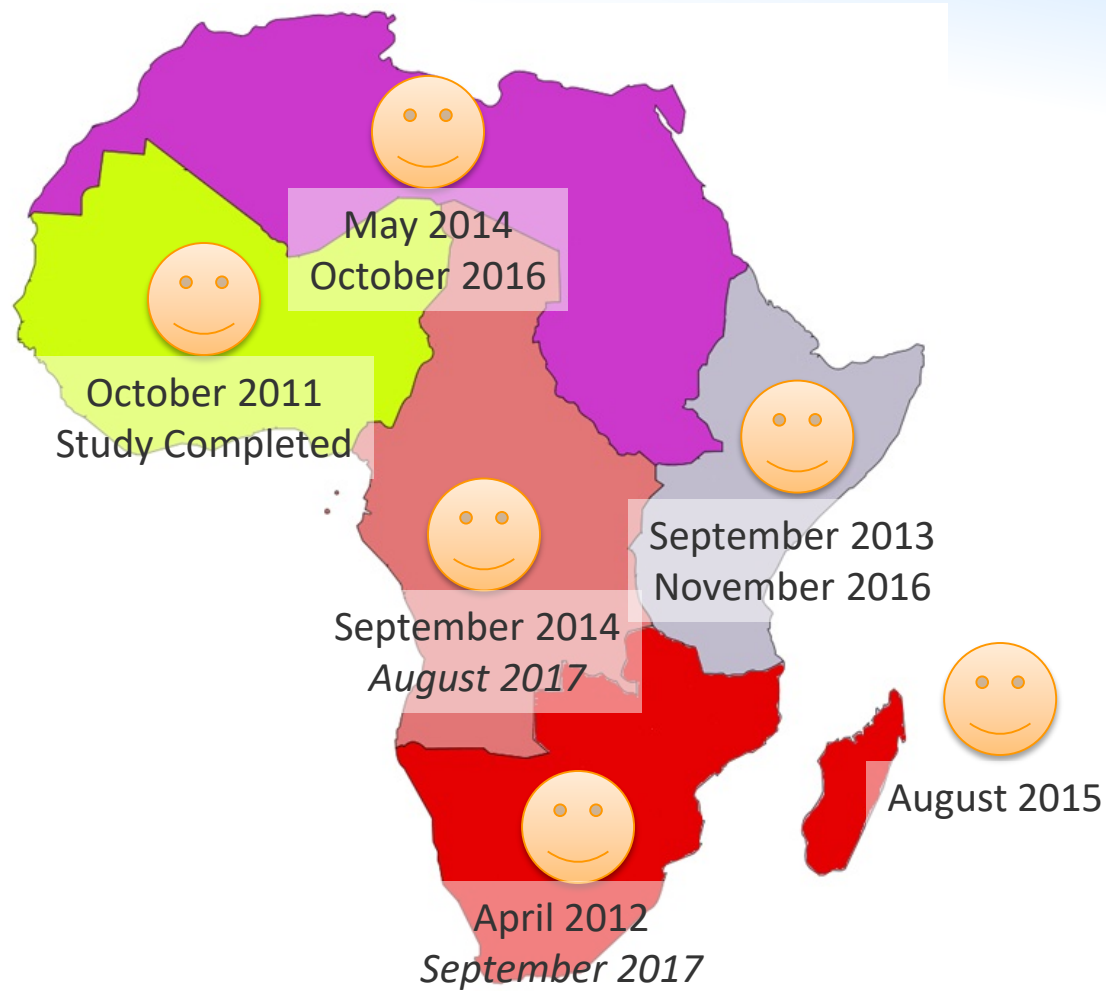 May 2014
October 2016
October 2011
Study Completed
September 2013
November 2016
September 2014
August 2017
August 2015
April 2012
September 2017